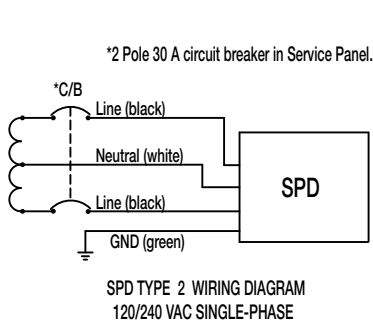 *2 Pole 30 A circuit breaker in Service Panel.
*C/B
Line (black)
Neutral (white)
SPD
Line (black)
GND (green)
SPD TYPE 2 WIRING DIAGRAM
120/240 VAC SINGLE-PHASE